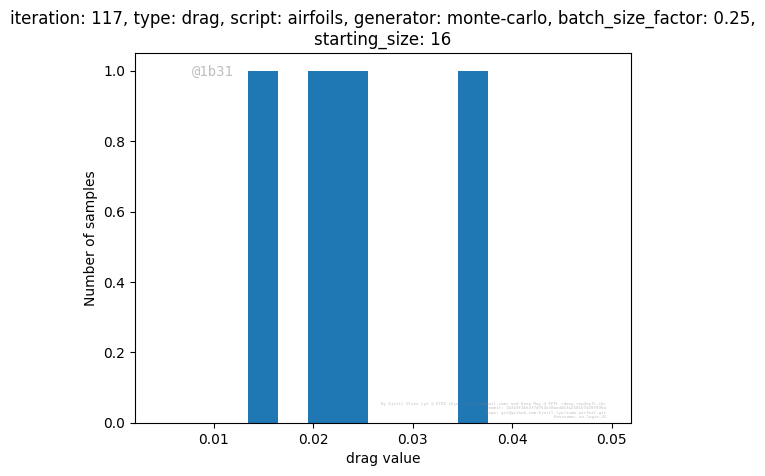 iteration: 117, type: drag, script: airfoils, generator: monte-carlo, batch_size_factor: 0.25,
starting_size: 16
@1b31
1.0
0.8
0.6
0.4
0.2
0.0
Number of samples
0.01 0.02 0.03 0.04 0.05
drag value